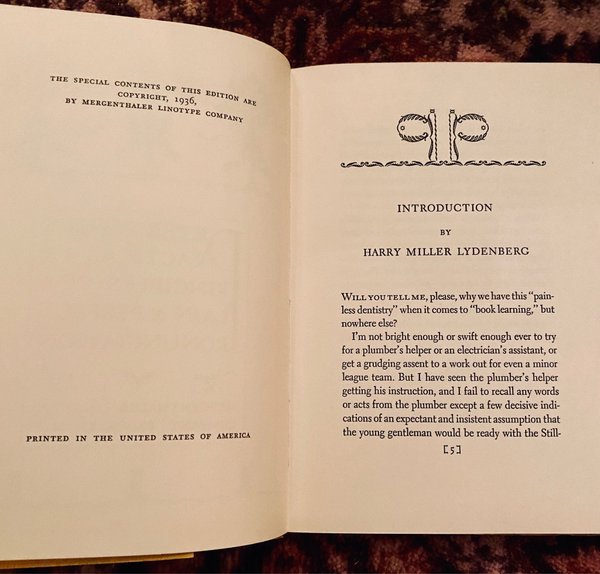 THE SPECIAL CONTENTS OF THIS EDITION ARE
COPYRIGHT, 1936,
BY MERGENTHALER LINOTYPE COMPANY
PRINTED IN THE UNITED STATES OF AMERICA
INTRODUCTION
BY
HARRY MILLER LYDENBERG
WILL YOU TELL ME, please, why we have this “pain-
less dentistry” when it comes to “book learning,” but
nowhere else?
I’m not bright enough or swift enough ever to try
for a plumber’s helper or an electrician’s assistant, or
get a grudging assent to a work out for even a minor
league team. But I have seen the plumber’s helper
getting his instruction, and I fail to recall any words
or acts from the plumber except a few decisive indi-
cations of an expectant and insistent assumption that
the young gentleman would be ready with the Still-
[5]